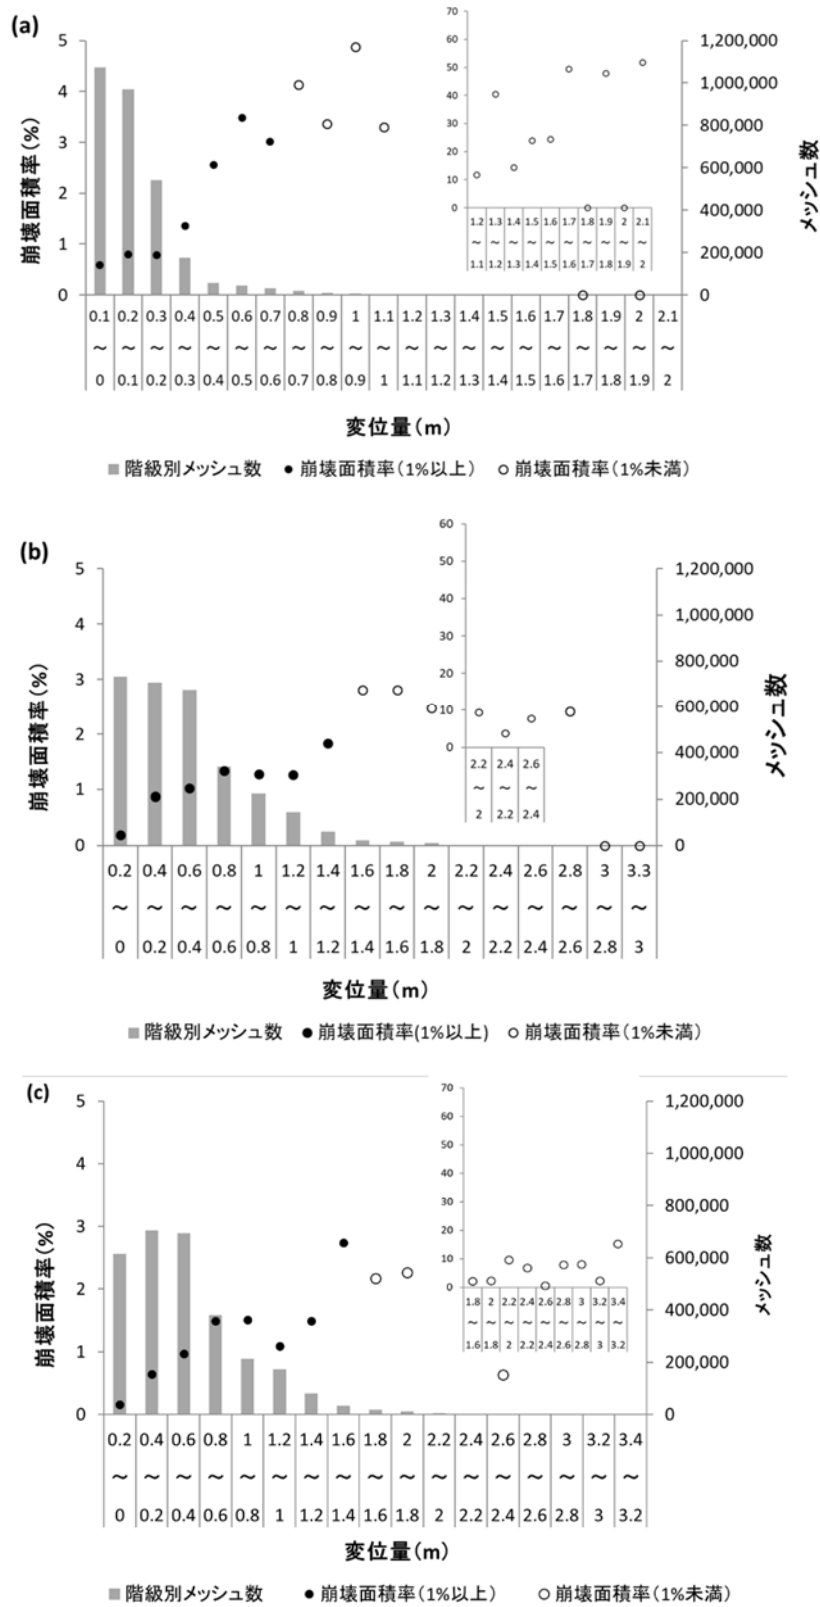 (a)
崩壊面積率(%)
5
4
3
2
1
0
70
60
50
40
30
20
10
0
1.2 1.3 1.4 1.5 1.6 1.7 1.8 1.9 2 2.1
～ ～ ～ ～ ～ ～ ～ ～ ～ ～
1.1 1.2 1.3 1.4 1.5 1.6 1.7 1.8 1.9 2
1,200,000
1,000,000
800,000
600,000
400,000
200,000
0
メッシュ数
0.1 0.2 0.3 0.4 0.5 0.6 0.7 0.8 0.9 1 1.1 1.2 1.3 1.4 1.5 1.6 1.7 1.8 1.9 2 2.1
～ ～ ～ ～ ～ ～ ～ ～ ～ ～ ～ ～ ～ ～ ～ ～ ～ ～ ～ ～ ～
0 0.1 0.2 0.3 0.4 0.5 0.6 0.7 0.8 0.9 1 1.1 1.2 1.3 1.4 1.5 1.6 1.7 1.8 1.9 2
変位量(m)
階級別メッシュ数 崩壊面積率(1%以上) 崩壊面積率(1%未満)
(b)
崩壊面積率(%)
5
4
3
2
1
0
60
50
40
30
20
10
0
2.2 2.4 2.6
～ ～ ～
2 2.2 2.4
1,200,000
1,000,000
800,000
600,000
400,000
200,000
0
メッシュ数
0.2 0.4 0.6 0.8 1 1.2 1.4 1.6 1.8 2 2.2 2.4 2.6 2.8 3 3.3
～ ～ ～ ～ ～ ～ ～ ～ ～ ～ ～ ～ ～ ～ ～ ～
0 0.2 0.4 0.6 0.8 1 1.2 1.4 1.6 1.8 2 2.2 2.4 2.6 2.8 3
変位量(m)
階級別メッシュ数 崩壊面積率(1%以上) 崩壊面積率(1%未満)
(c)
崩壊面積率(%)
5
4
3
2
1
0
70
60
50
40
30
20
10
0
1.8 2 2.2 2.4 2.6 2.8 3 3.2 3.4
～ ～ ～ ～ ～ ～ ～ ～ ～
1.6 1.8 2 2.2 2.4 2.6 2.8 3 3.2
1,200,000
1,000,000
800,000
600,000
400,000
200,000
0
メッシュ数
0.2 0.4 0.6 0.8 1 1.2 1.4 1.6 1.8 2 2.2 2.4 2.6 2.8 3 3.2 3.4
～ ～ ～ ～ ～ ～ ～ ～ ～ ～ ～ ～ ～ ～ ～ ～ ～
0 0.2 0.4 0.6 0.8 1 1.2 1.4 1.6 1.8 2 2.2 2.4 2.6 2.8 3 3.2
変位量(m)
階級別メッシュ数 崩壊面積率(1%以上) 崩壊面積率(1%未満)